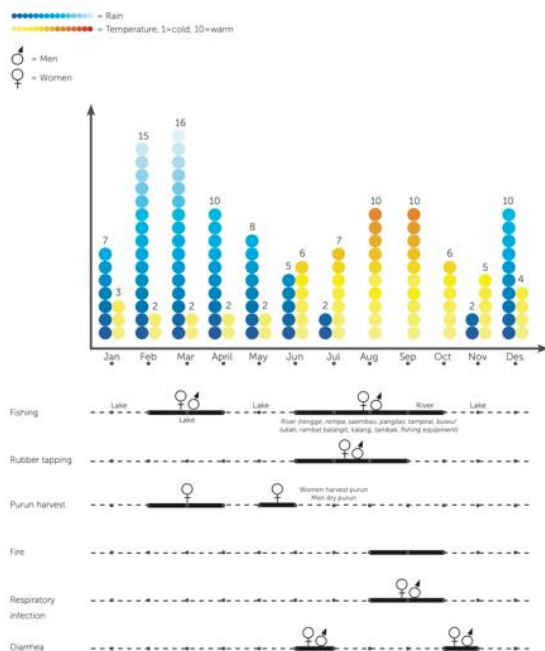 = Rain
= Temperature, 1=cold; 10=warm
= Men
= Women
7
3
15
2
16
2
10
2
8
2
5
6
2
7
10
10
6
2
5
10
4
Jan
Feb
Mar
April
May
Jun
Jul
Aug
Sep
Oct
Nov
Des
Fishing
Lake
Lake
Lake
River
Lake
River (rengge, rempa, saembau, pangilas, tampirai, buwu/
lukah, rambat balangit, kalang, tambak, fishing equipment)
Rubber tapping
Purun harvest
Women harvest purun
Men dry purun
Fire
Respiratory
infection
Diarrhea